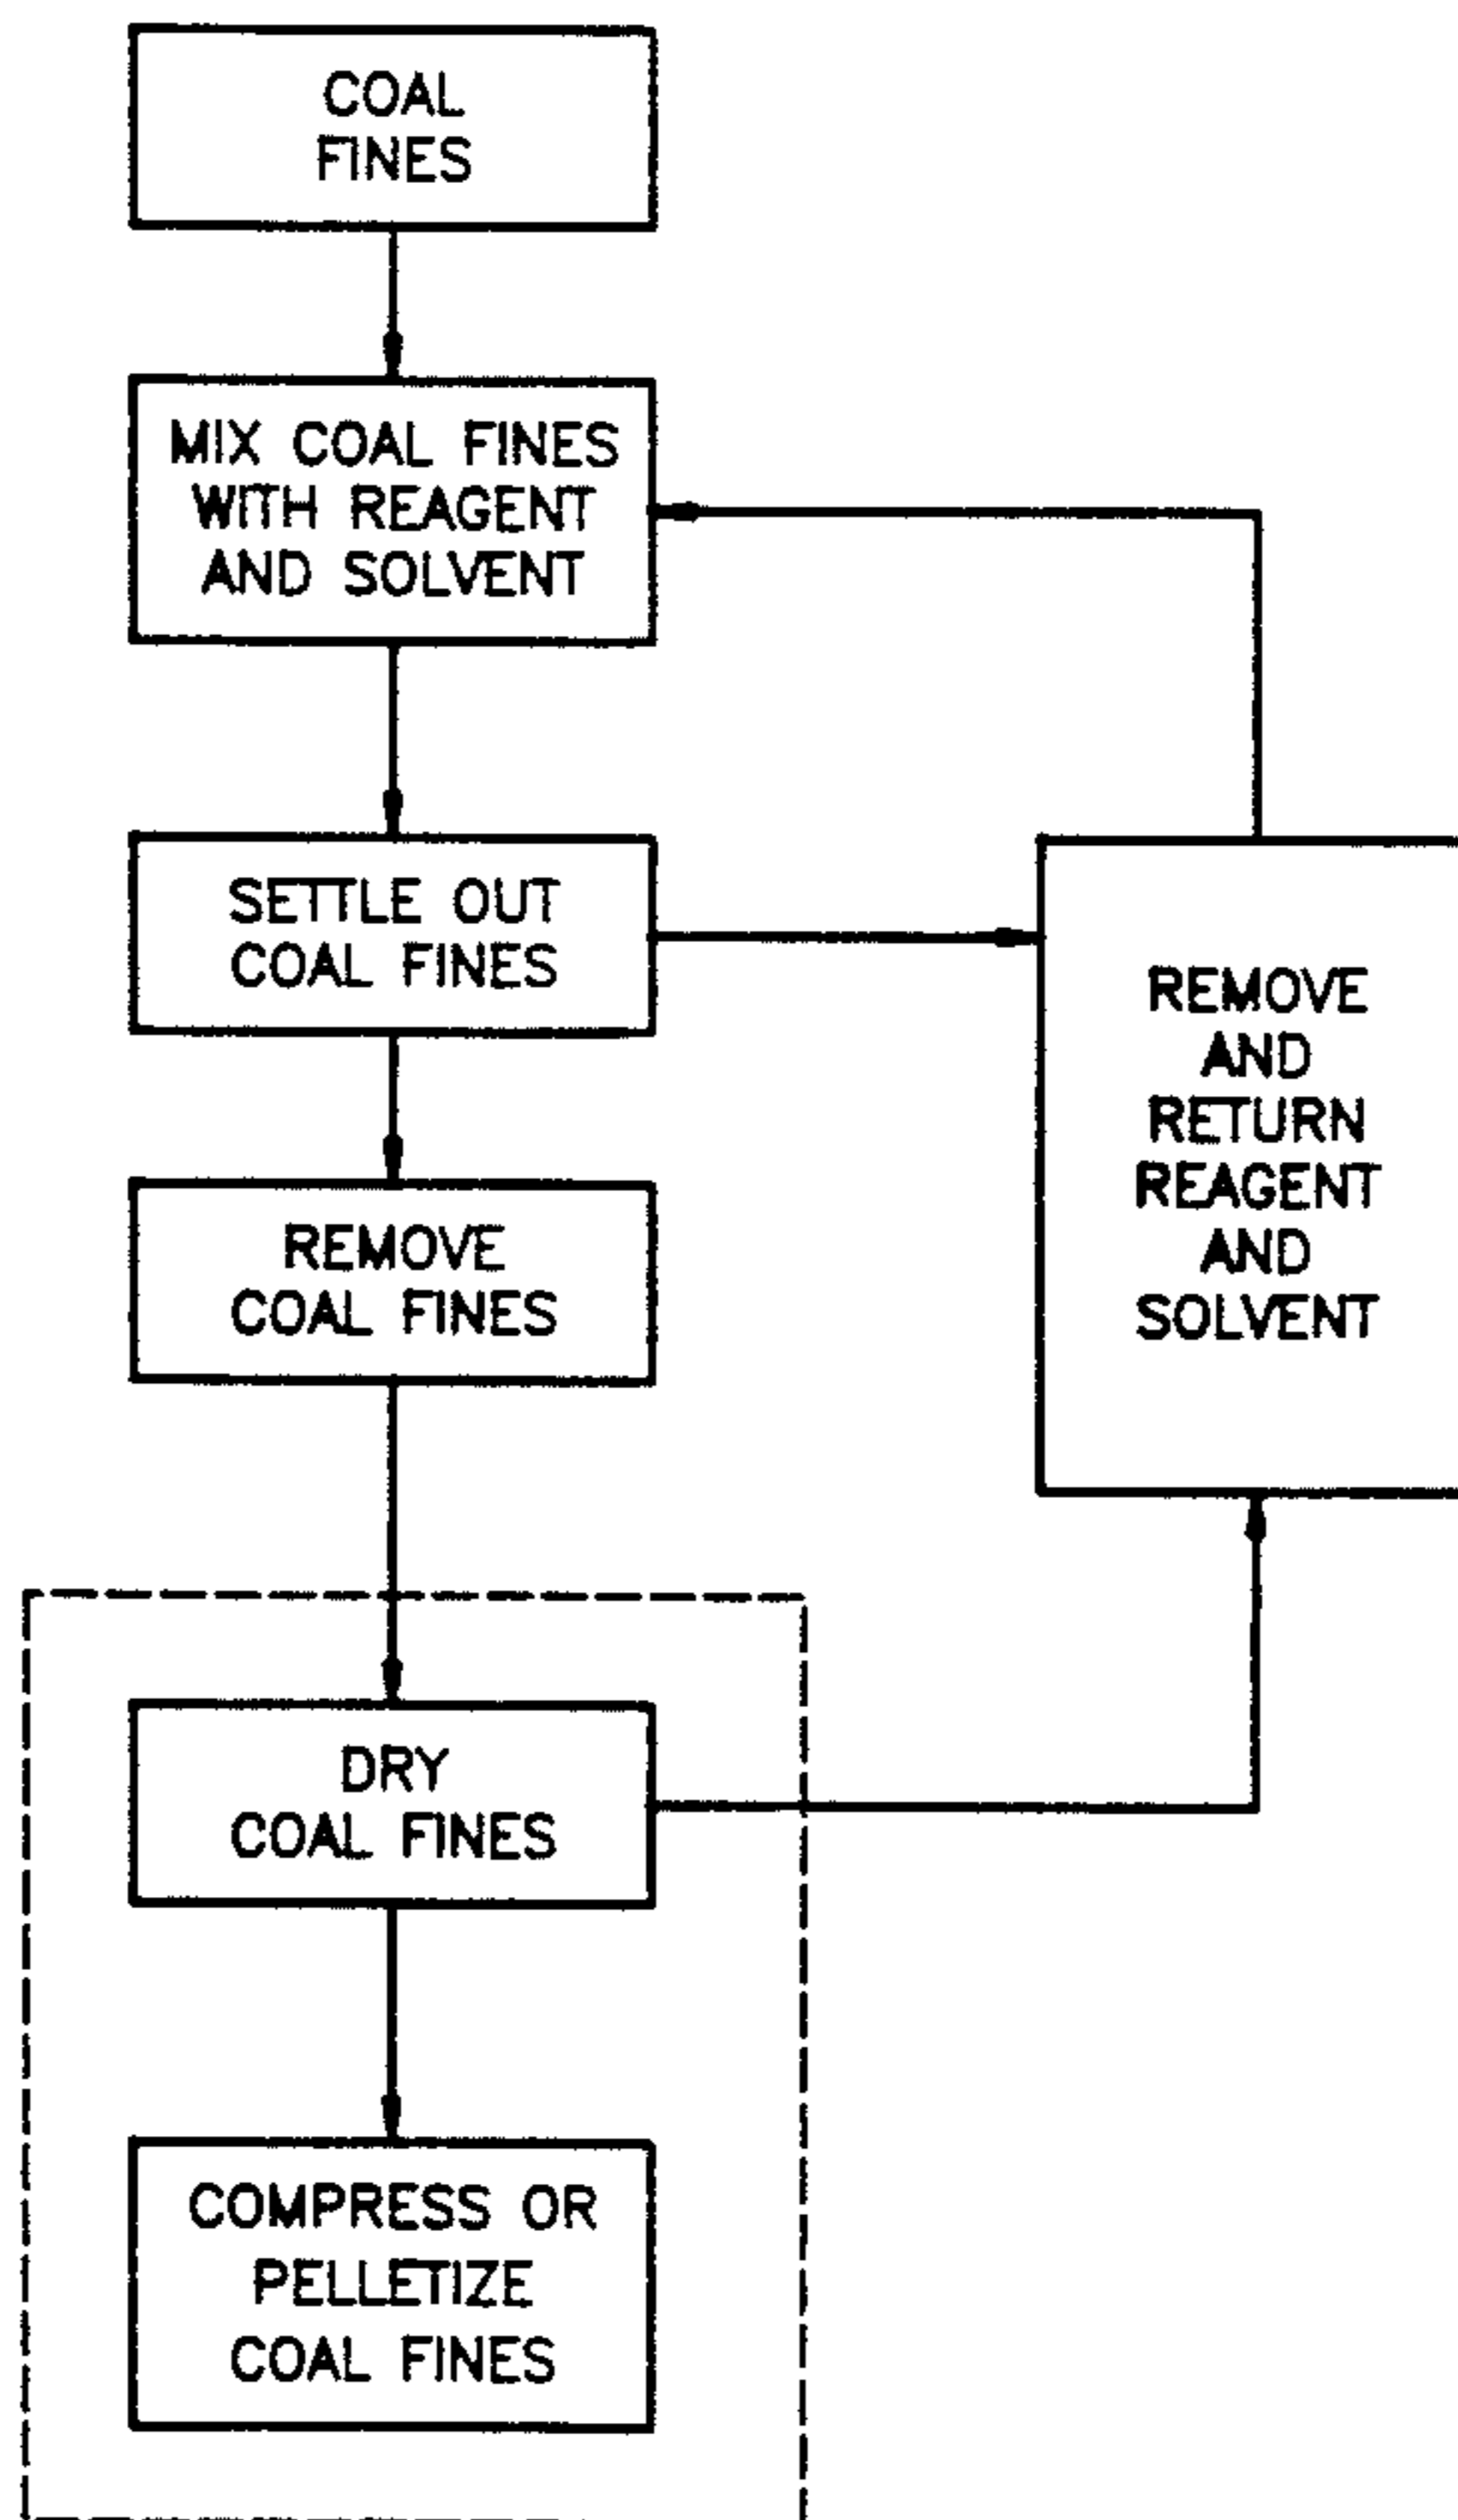 COAL
FINES
MIX COAL FINES
WITH REAGENT
AND SOLVENT
SETTLE OUT
COAL FINES
REMOVE
COAL FINES
REMOVE
AND
RETURN
REAGENT
AND
SOLVENT
DRY
COAL FINES
COMPRESS OR
PELLETIZE
COAL FINES